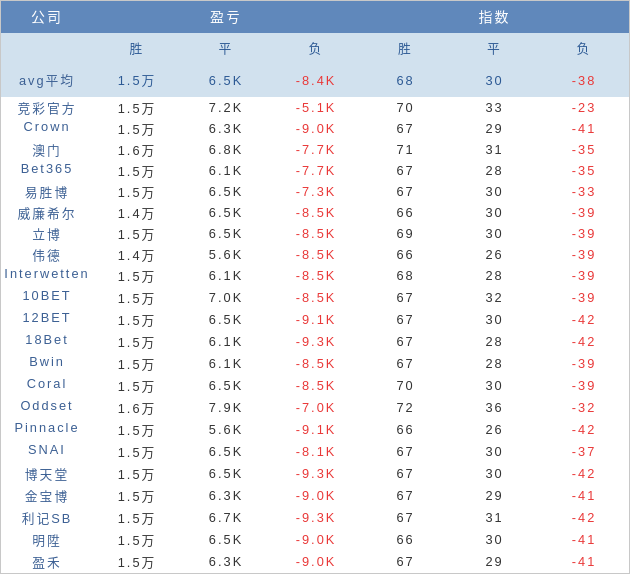 公司 盈亏 指数
胜 平 负 胜 平 负
avg平均 1.5万 6.5K -8.4K 68 30 -38
竞彩官方 1.5万 7.2K -5.1K 70 33 -23
Crown 1.5万 6.3K -9.0K 67 29 -41
澳门 1.6万 6.8K -7.7K 71 31 -35
Bet365 1.5万 6.1K -7.7K 67 28 -35
易胜博 1.5万 6.5K -7.3K 67 30 -33
威廉希尔 1.4万 6.5K -8.5K 66 30 -39
立博 1.5万 6.5K -8.5K 69 30 -39
伟德 1.4万 5.6K -8.5K 66 26 -39
Interwetten 1.5万 6.1K -8.5K 68 28 -39
10BET 1.5万 7.0K -8.5K 67 32 -39
12BET 1.5万 6.5K -9.1K 67 30 -42
18Bet 1.5万 6.1K -9.3K 67 28 -42
Bwin 1.5万 6.1K -8.5K 67 28 -39
Coral 1.5万 6.5K -8.5K 70 30 -39
Oddset 1.6万 7.9K -7.0K 72 36 -32
Pinnacle 1.5万 5.6K -9.1K 66 26 -42
SNAI 1.5万 6.5K -8.1K 67 30 -37
博天堂 1.5万 6.5K -9.3K 67 30 -42
金宝博 1.5万 6.3K -9.0K 67 29 -41
利记SB 1.5万 6.7K -9.3K 67 31 -42
明陞 1.5万 6.5K -9.0K 66 30 -41
盈禾 1.5万 6.3K -9.0K 67 29 -41